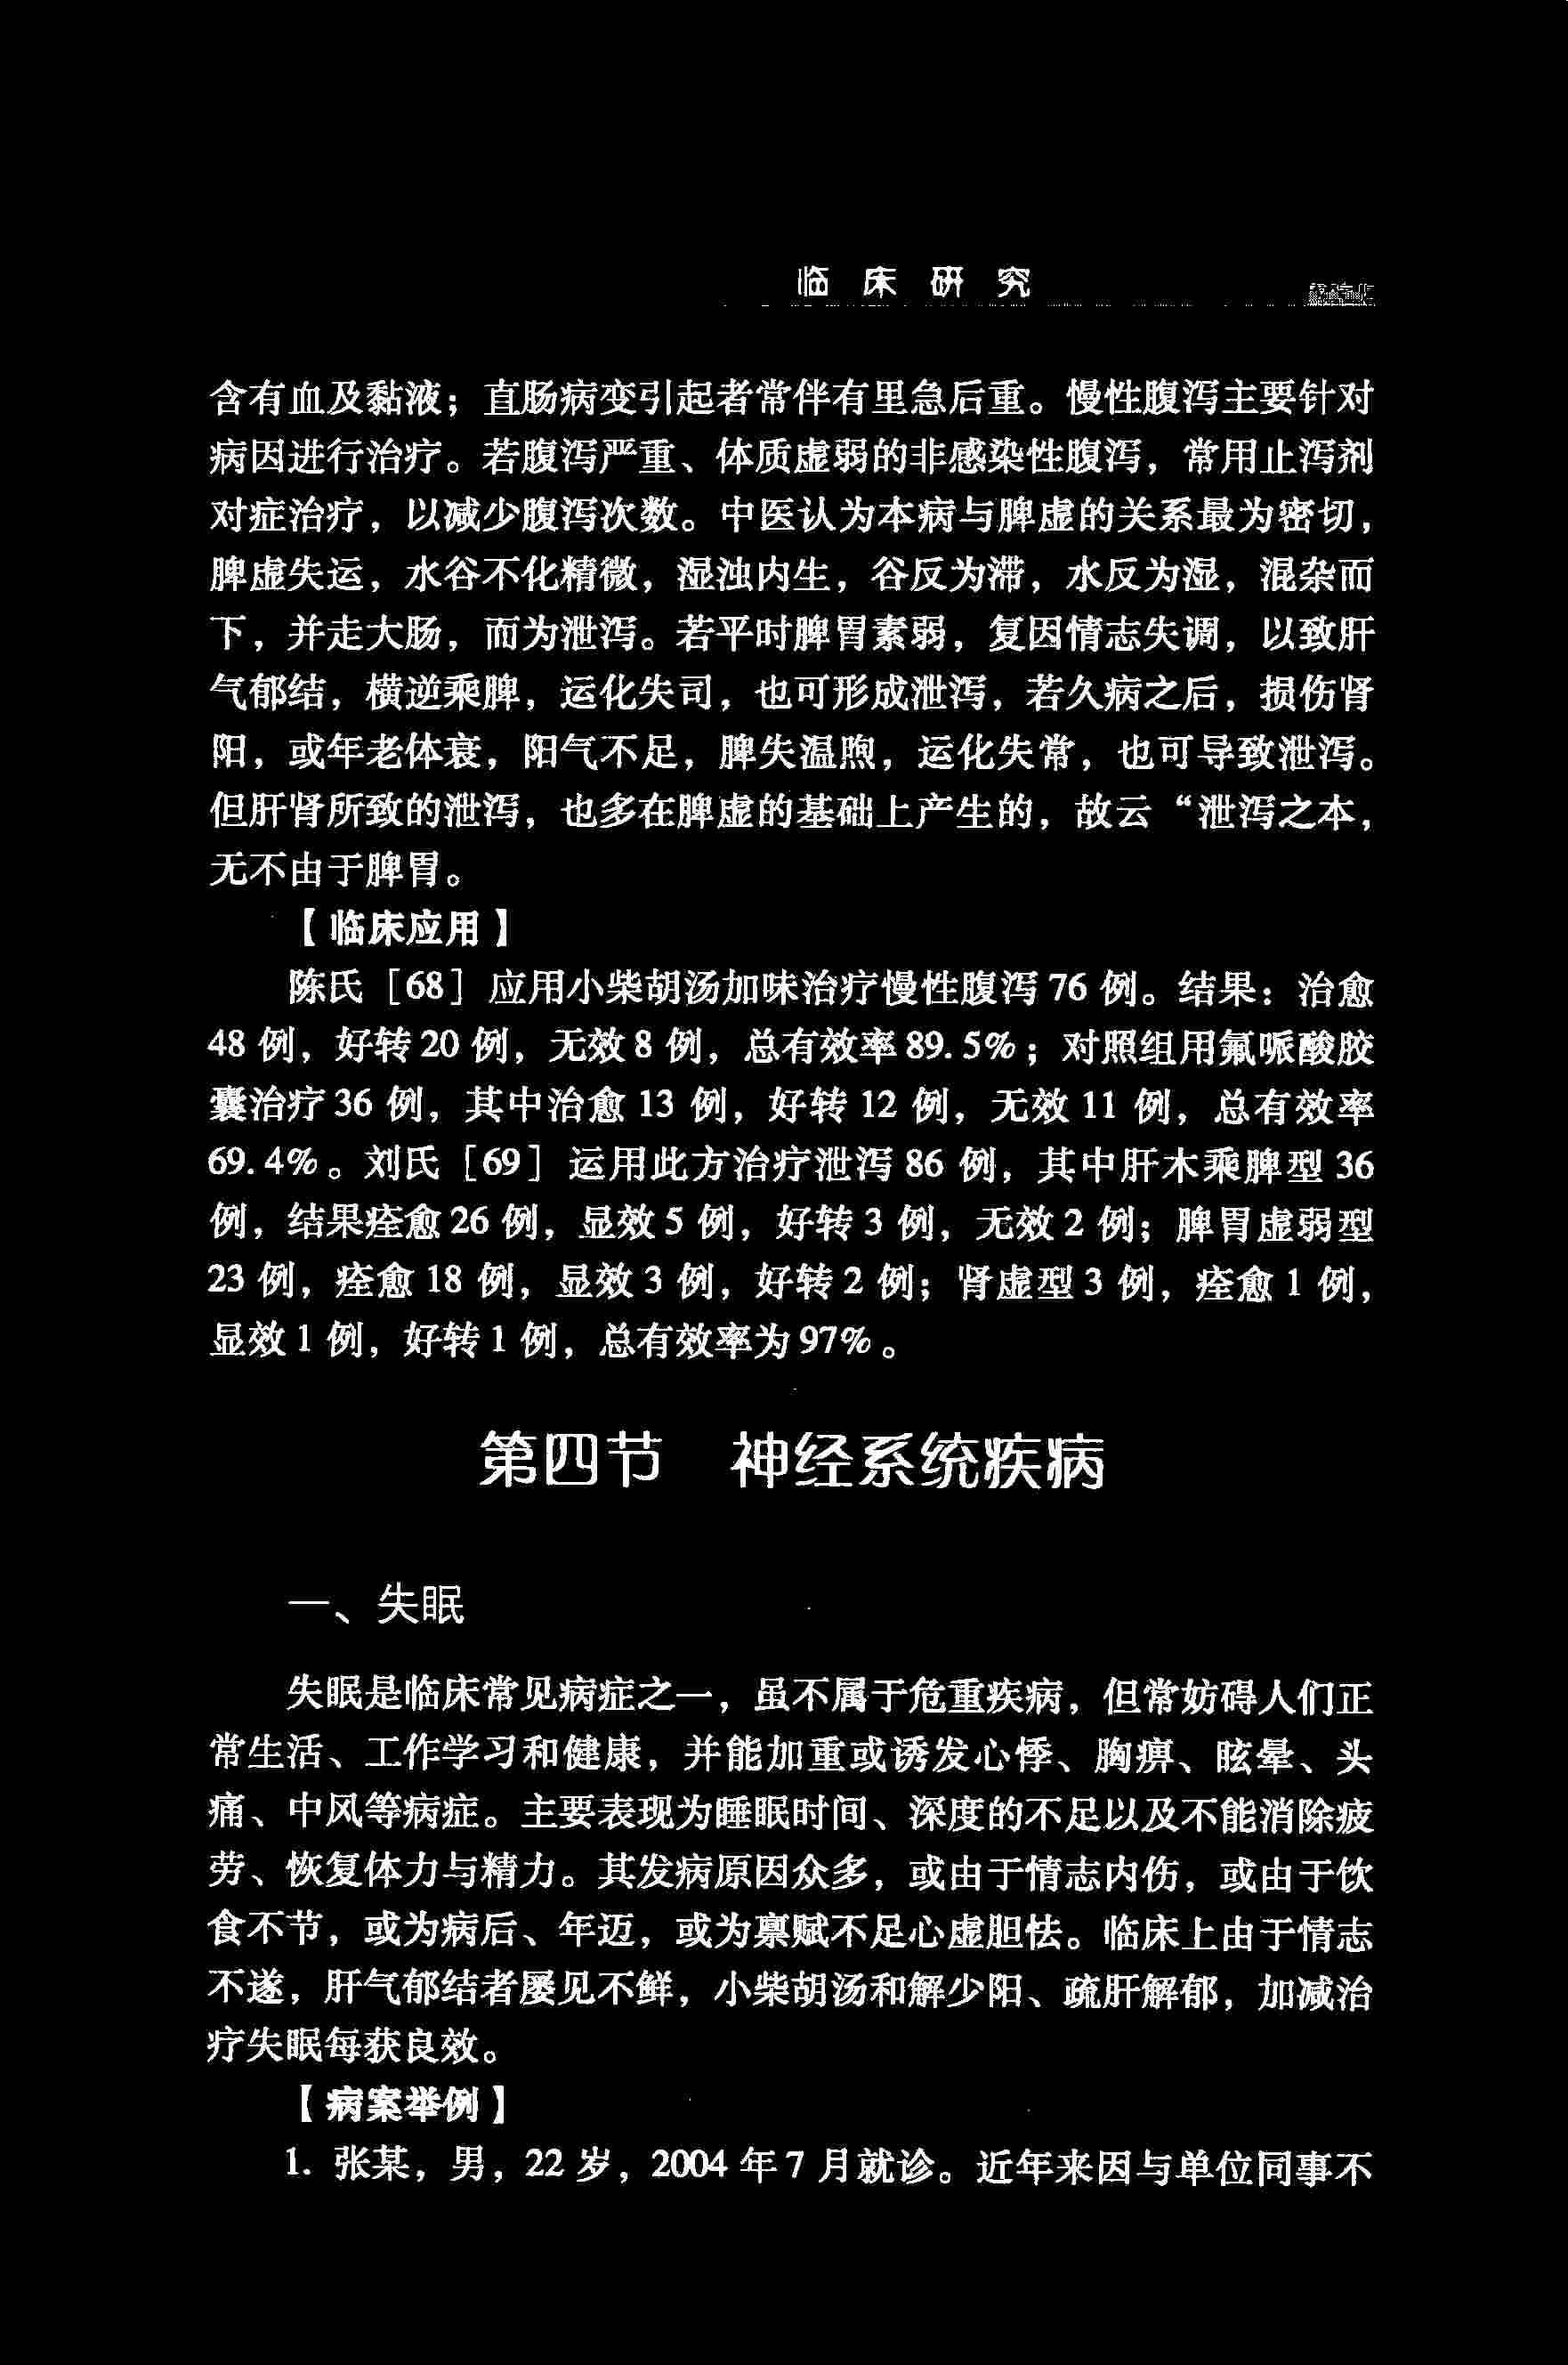 临床研究
含有血及黏液；直肠病变引起者常伴有里急后重。慢性腹泻主要针对
病因进行治疗。若腹泻严重、体质虚弱的非感染性腹泻，常用止泻剂
对症治疗，以减少腹泻次数。中医认为本病与脾虚的关系最为密切，
脾虚失运，水谷不化精微，湿浊内生，谷反为滞，水反为湿，混杂而
下，并走大肠，而为泄泻。若平时脾胃素弱，复因情志失调，以致肝
气郁结，横逆乘脾，运化失司，也可形成泄泻，若久病之后，损伤肾
阳，或年老体衰，阳气不足，脾失温煦，运化失常，也可导致泄泻。
但肝肾所致的泄泻，也多在脾虚的基础上产生的，故云“泄泻之本，
无不由于脾胃。
【临床应用】
陈氏［68］应用小柴胡汤加味治疗慢性腹泻 76 例。结果：治愈
48 例，好转 20 例，无效 8 例，总有效率 89.5%；对照组用氟哌酸胶
囊治疗 36 例，其中治愈 13 例，好转 12 例，无效 11 例，总有效率
69.4%。刘氏［69］运用此方治疗泄泻 86 例，其中肝木乘脾型 36
例，结果痊愈 26 例，显效 5 例，好转 3 例，无效 2 例；脾胃虚弱型
23 例，痊愈 18 例，显效 3 例，好转 2 例；肾虚型 3 例，痊愈 1 例，
显效 1 例，好转 1 例，总有效率为 97%。
第四节 神经系统疾病
一、失眠
失眠是临床常见病症之一，虽不属于危重疾病，但常妨碍人们正
常生活、工作学习和健康，并能加重或诱发心悸、胸痹、眩晕、头
痛、中风等病症。主要表现为睡眠时间、深度的不足以及不能消除疲
劳、恢复体力与精力。其发病原因众多，或由于情志内伤，或由于饮
食不节，或为病后、年迈，或为禀赋不足心虚胆怯。临床上由于情志
不遂，肝气郁结者屡见不鲜，小柴胡汤和解少阳、疏肝解郁，加减治
疗失眠每获良效。
【病案举例】
1. 张某，男，22 岁，2004 年 7 月就诊。近年来因与单位同事不